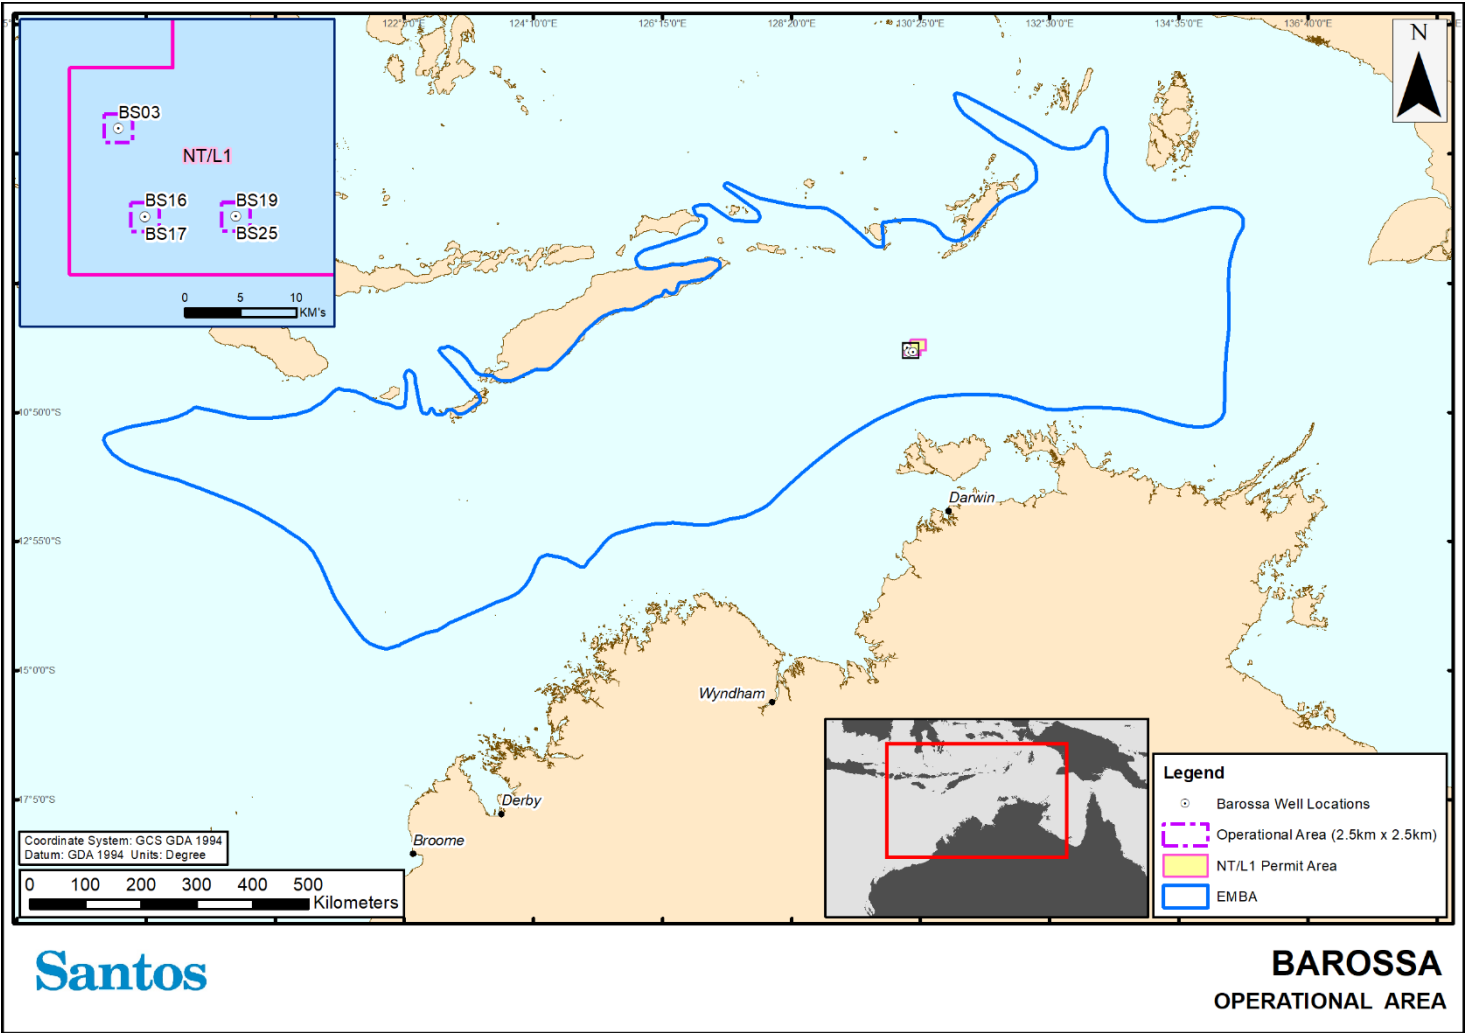 122°5'0"E
124°10'0"E
126°15'0"E
128°20'0"E
130°25'0"E
132°30'0"E
134°35'0"E
136°40'0"E
N
BS03
NT/L1
BS16
BS19
BS17
BS25
0 5 10
KM's
10°50'0"S
Darwin
12°55'0"S
15°0'0"S
Wyndham
17°5'0"S
Derby
Broome
Coordinate System: GCS GDA 1994
Datum: GDA 1994 Units: Degree
0 100 200 300 400 500
Kilometers
Legend
Barossa Well Locations
Operational Area (2.5km x 2.5km)
NT/L1 Permit Area
EMBA
Santos
BAROSSA
OPERATIONAL AREA